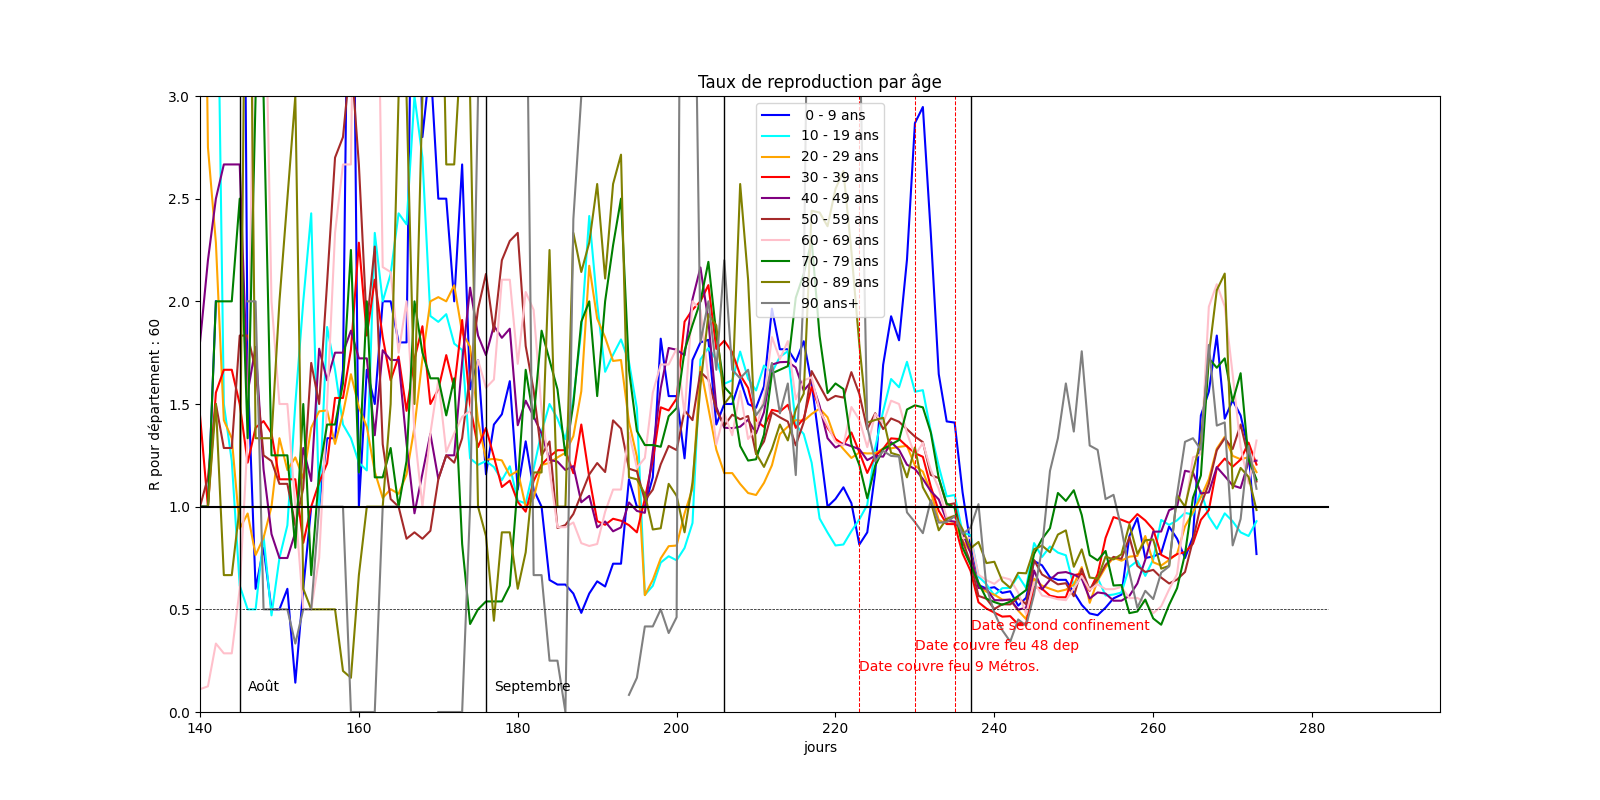 Taux de reproduction par âge
R pour département : 60
3.0
2.5
2.0
1.5
1.0
0.5
0.0
0 - 9 ans
10 - 19 ans
20 - 29 ans
30 - 39 ans
40 - 49 ans
50 - 59 ans
60 - 69 ans
70 - 79 ans
80 - 89 ans
90 ans+
Date second confinement
Date couvre feu 48 dep
Date couvre feu 9 Métros.
Août
Septembre
140 160 180 200 220 240 260 280
jours